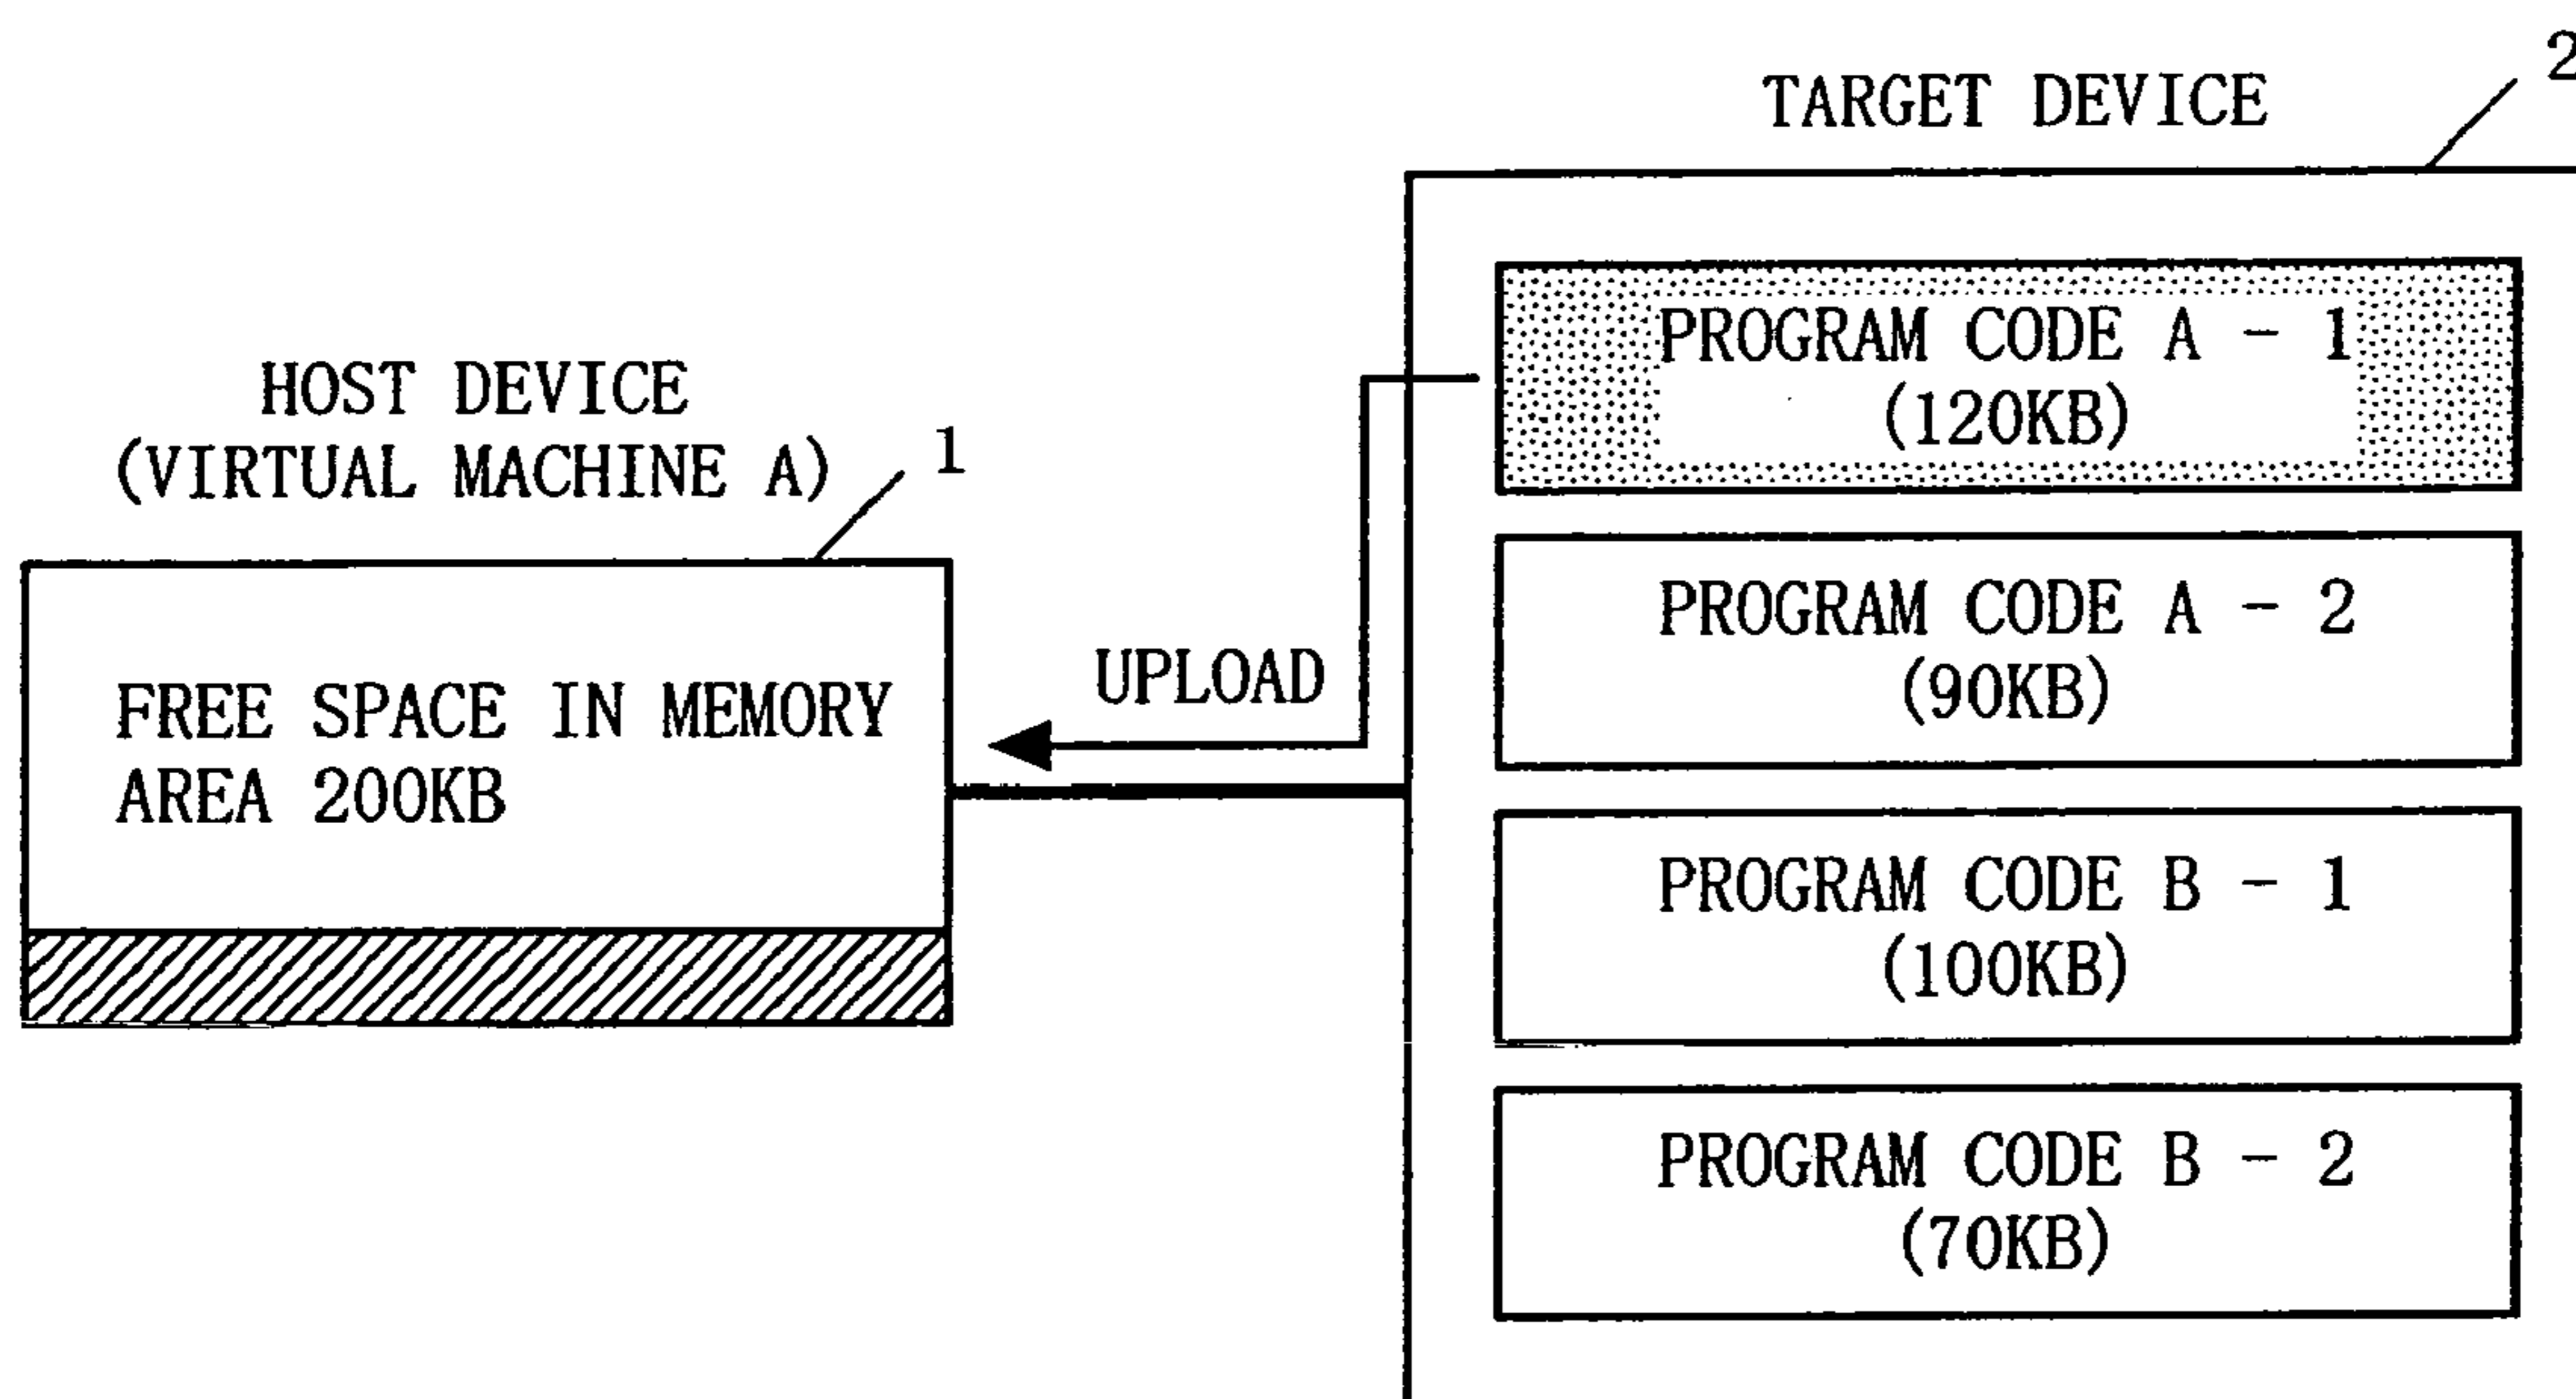 TARGET DEVICE
2
PROGRAM CODE A - 1
(120KB)
HOST DEVICE
(VIRTUAL MACHINE A)
1
PROGRAM CODE A - 2
(90KB)
UPLOAD
FREE SPACE IN MEMORY
AREA 200KB
PROGRAM CODE B - 1
(100KB)
PROGRAM CODE B - 2
(70KB)